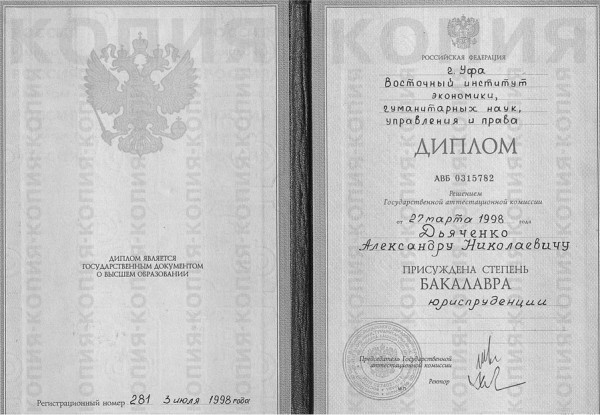 КОПИЯ
ДИПЛОМ ЯВЛЯЕТСЯ
ГОСУДАРСТВЕННЫМ ДОКУМЕНТОМ
О ВЫСШЕМ ОБРАЗОВАНИИ
Регистрационный номер 281 3 июля 1998 года
КОПИЯ
РОССИЙСКАЯ ФЕДЕРАЦИЯ
г. Уфа
Восточный институт
экономики,
гуманитарных наук,
управления и права
ДИПЛОМ
АВБ 0315782
Решением
Государственной аттестационной комиссии
от 27 марта 1998 года
Дьяченко
Александру Николаевичу
ПРИСУЖДЕНА СТЕПЕНЬ
БАКАЛАВРА
юриспруденции
Председатель Государственной
аттестационной комиссии
Ректор